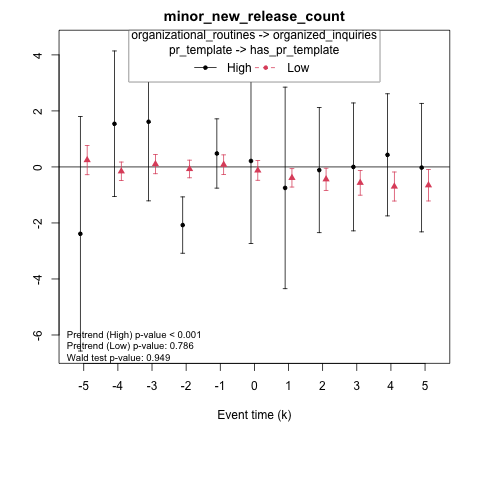 minor_new_release_count
organizational_routines -> organized_inquiries
pr_template -> has_pr_template
High Low
4
2
0
-2
-4
-6
Pretrend (High) p-value < 0.001
Pretrend (Low) p-value: 0.786
Wald test p-value: 0.949
-5 -4 -3 -2 -1 0 1 2 3 4 5
Event time (k)